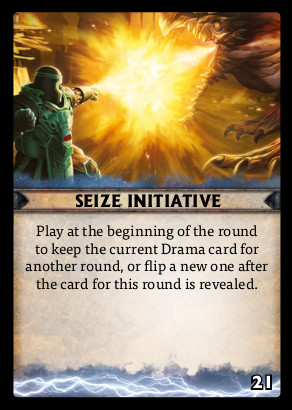 SEIZE INITIATIVE
Play at the beginning of the round
to keep the current Drama card for
another round, or flip a new one after
the card for this round is revealed.
21